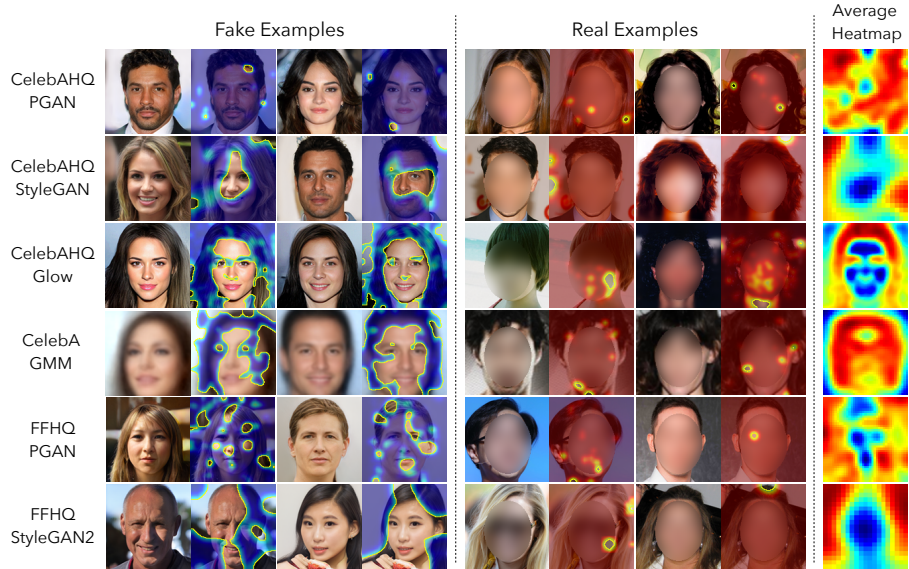 Fake Examples
Real Examples
Average
Heatmap
CelebAHQ
PGAN
CelebAHQ
StyleGAN
CelebAHQ
Glow
CelebA
GMM
FFHQ
PGAN
FFHQ
StyleGAN2